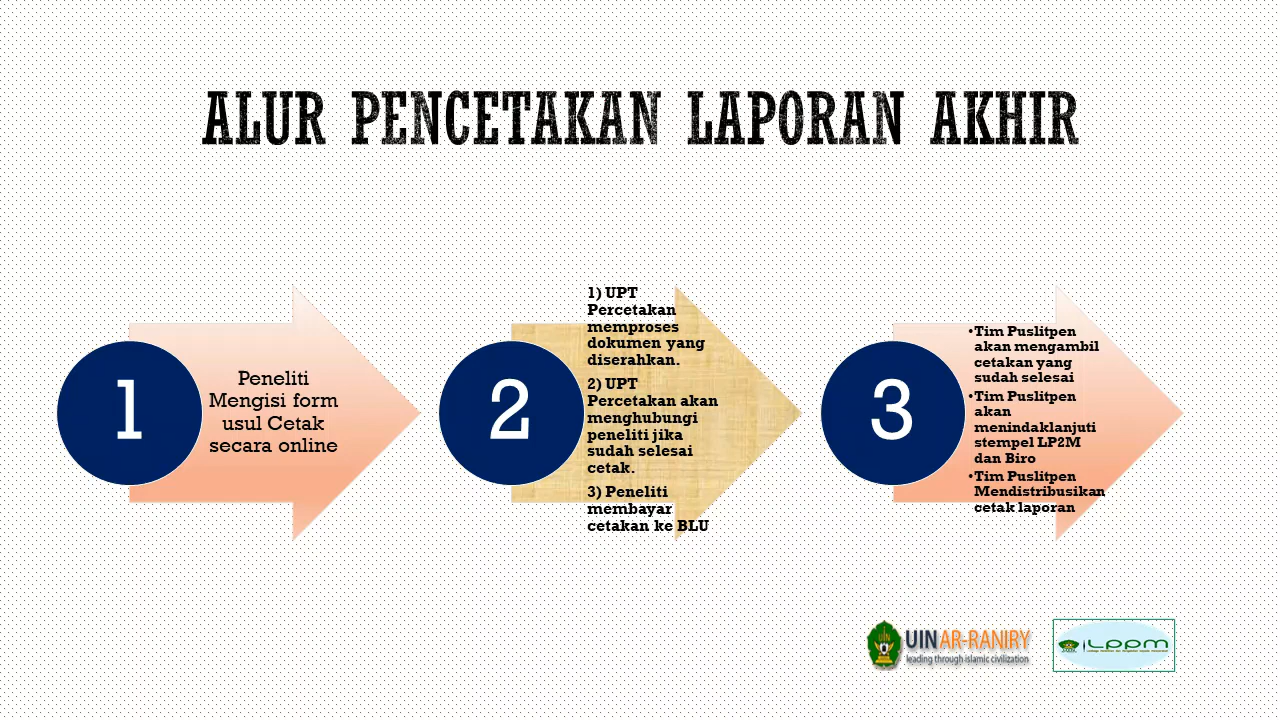 ALUR PENCETAKAN LAPORAN AKHIR
1
Peneliti
Mengisi form
usul Cetak
secara online
2
1) UPT
Percetakan
memproses
dokumen yang
diserahkan.
2) UPT
Percetakan akan
menghubungi
peneliti jika
sudah selesai
cetak.
3) Peneliti
membayar
cetakan ke BLU
3
•Tim Puslitpen
akan mengambil
cetakan yang
sudah selesai
•Tim Puslitpen
akan
menindaklanjuti
stempel LP2M
dan Biro
•Tim Puslitpen
Mendistribusikan
cetak laporan
UIN AR-RANIRY
leading through islamic civilization
LPPM